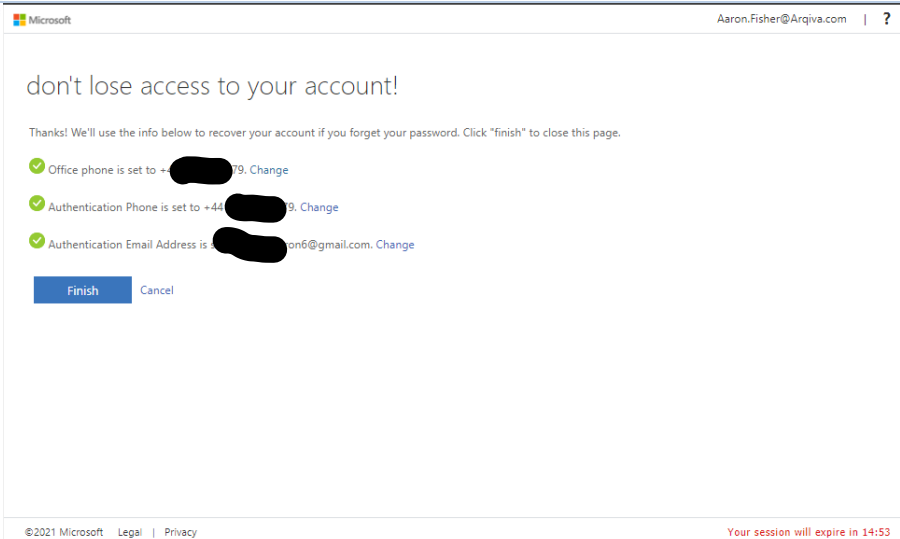 Microsoft
Aaron.Fisher@Arqiva.com | ?
don't lose access to your account!
Thanks! We'll use the info below to recover your account if you forget your password. Click "finish" to close this page.
Office phone is set to 79. Change
Authentication Phone is set to +44 9. Change
Authentication Email Address is ron6@gmail.com. Change
Finish Cancel
©2021 Microsoft Legal | Privacy
Your session will expire in 14:53